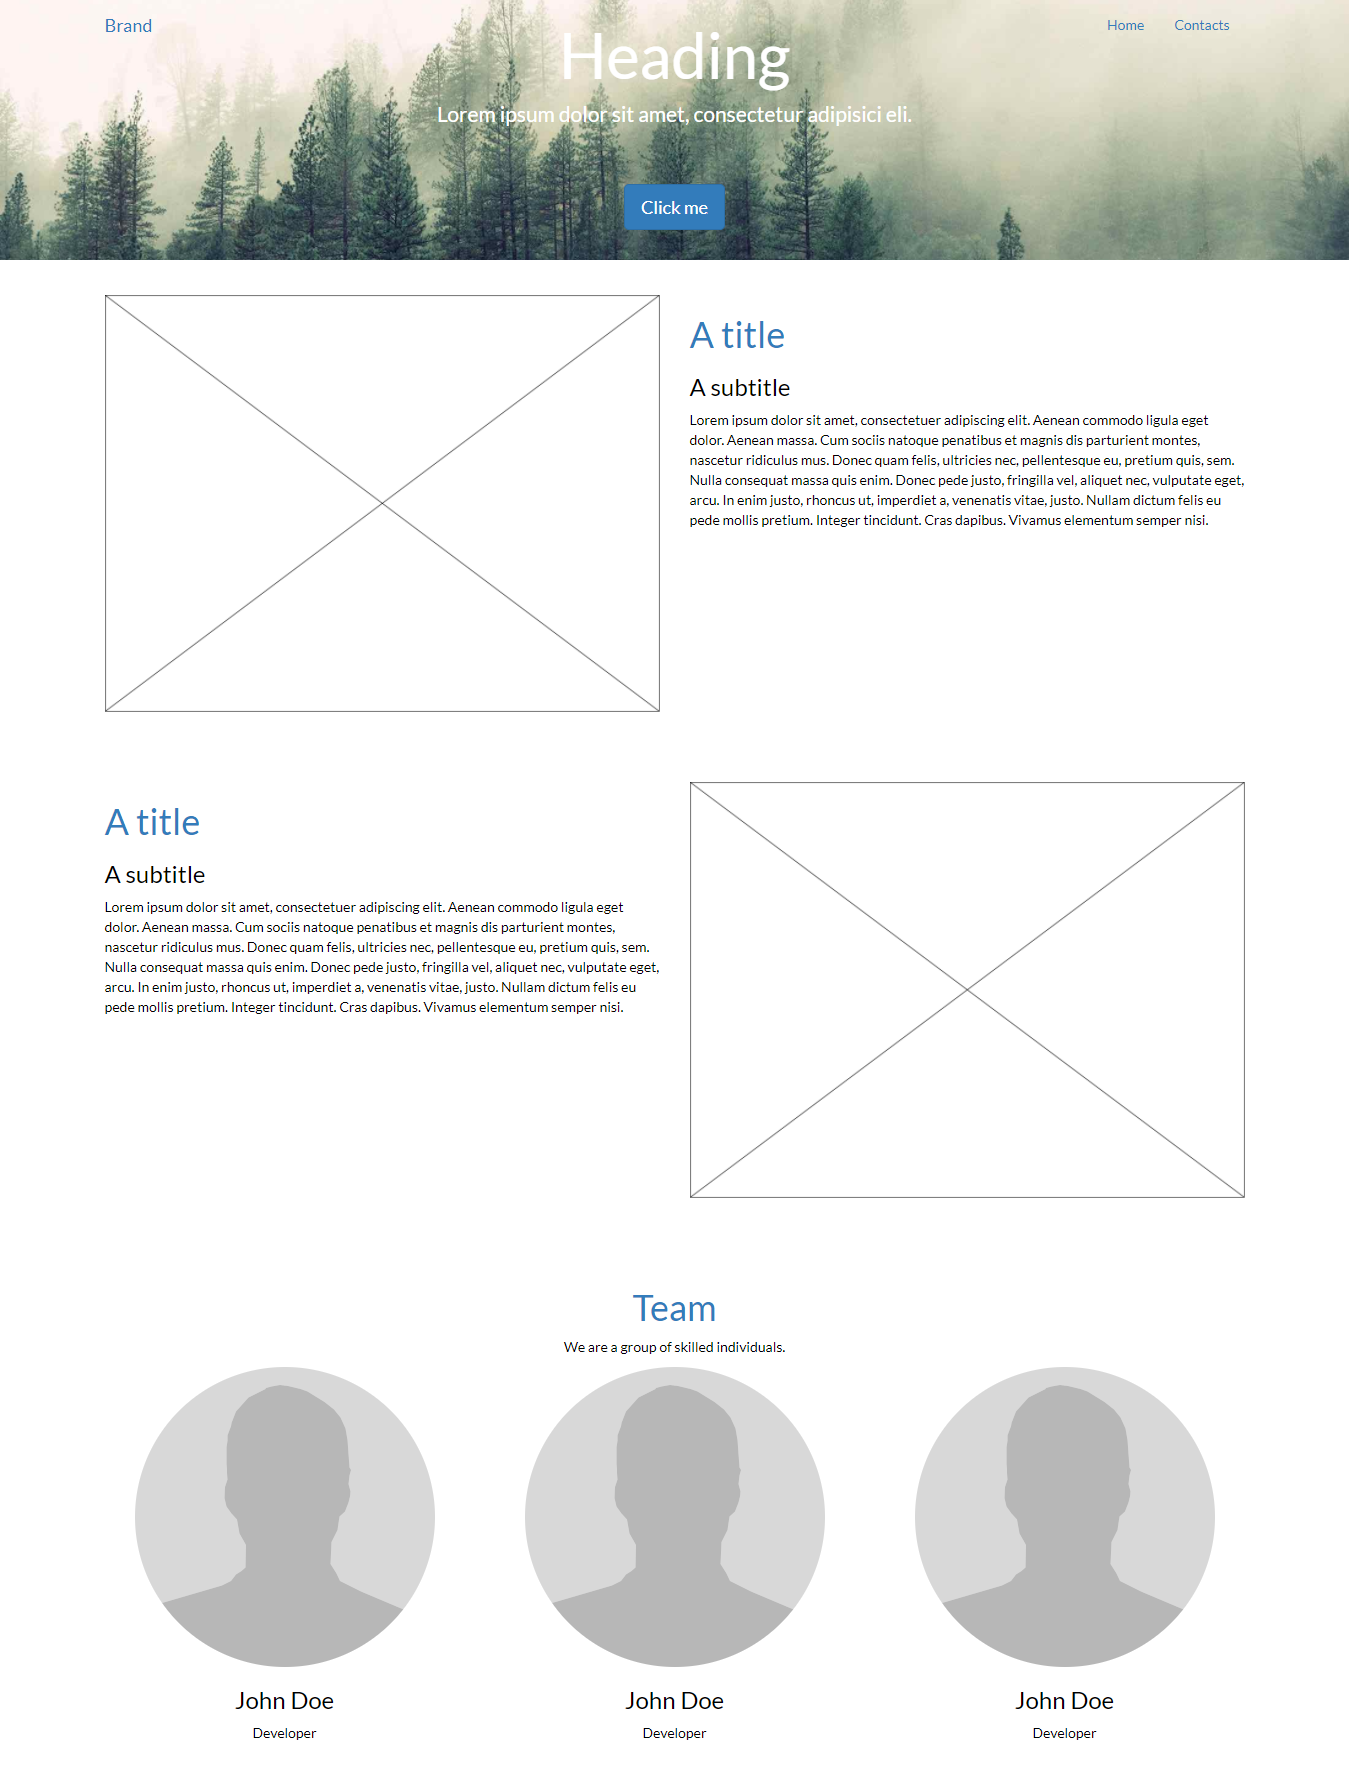 Brand
Home
Contacts
Heading
Lorem ipsum dolor sit amet, consectetur adipisici eli.
Click me
A title
A subtitle
Lorem ipsum dolor sit amet, consectetuer adipiscing elit. Aenean commodo ligula eget
dolor. Aenean massa. Cum sociis natoque penatibus et magnis dis parturient montes,
nascetur ridiculus mus. Donec quam felis, ultricies nec, pellentesque eu, pretium quis, sem.
Nulla consequat massa quis enim. Donec pede justo, fringilla vel, aliquet nec, vulputate eget,
arcu. In enim justo, rhoncus ut, imperdiet a, venenatis vitae, justo. Nullam dictum felis eu
pede mollis pretium. Integer tincidunt. Cras dapibus. Vivamus elementum semper nisi.
A title
A subtitle
Lorem ipsum dolor sit amet, consectetuer adipiscing elit. Aenean commodo ligula eget
dolor. Aenean massa. Cum sociis natoque penatibus et magnis dis parturient montes,
nascetur ridiculus mus. Donec quam felis, ultricies nec, pellentesque eu, pretium quis, sem.
Nulla consequat massa quis enim. Donec pede justo, fringilla vel, aliquet nec, vulputate eget,
arcu. In enim justo, rhoncus ut, imperdiet a, venenatis vitae, justo. Nullam dictum felis eu
pede mollis pretium. Integer tincidunt. Cras dapibus. Vivamus elementum semper nisi.
Team
We are a group of skilled individuals.
John Doe
Developer
John Doe
Developer
John Doe
Developer